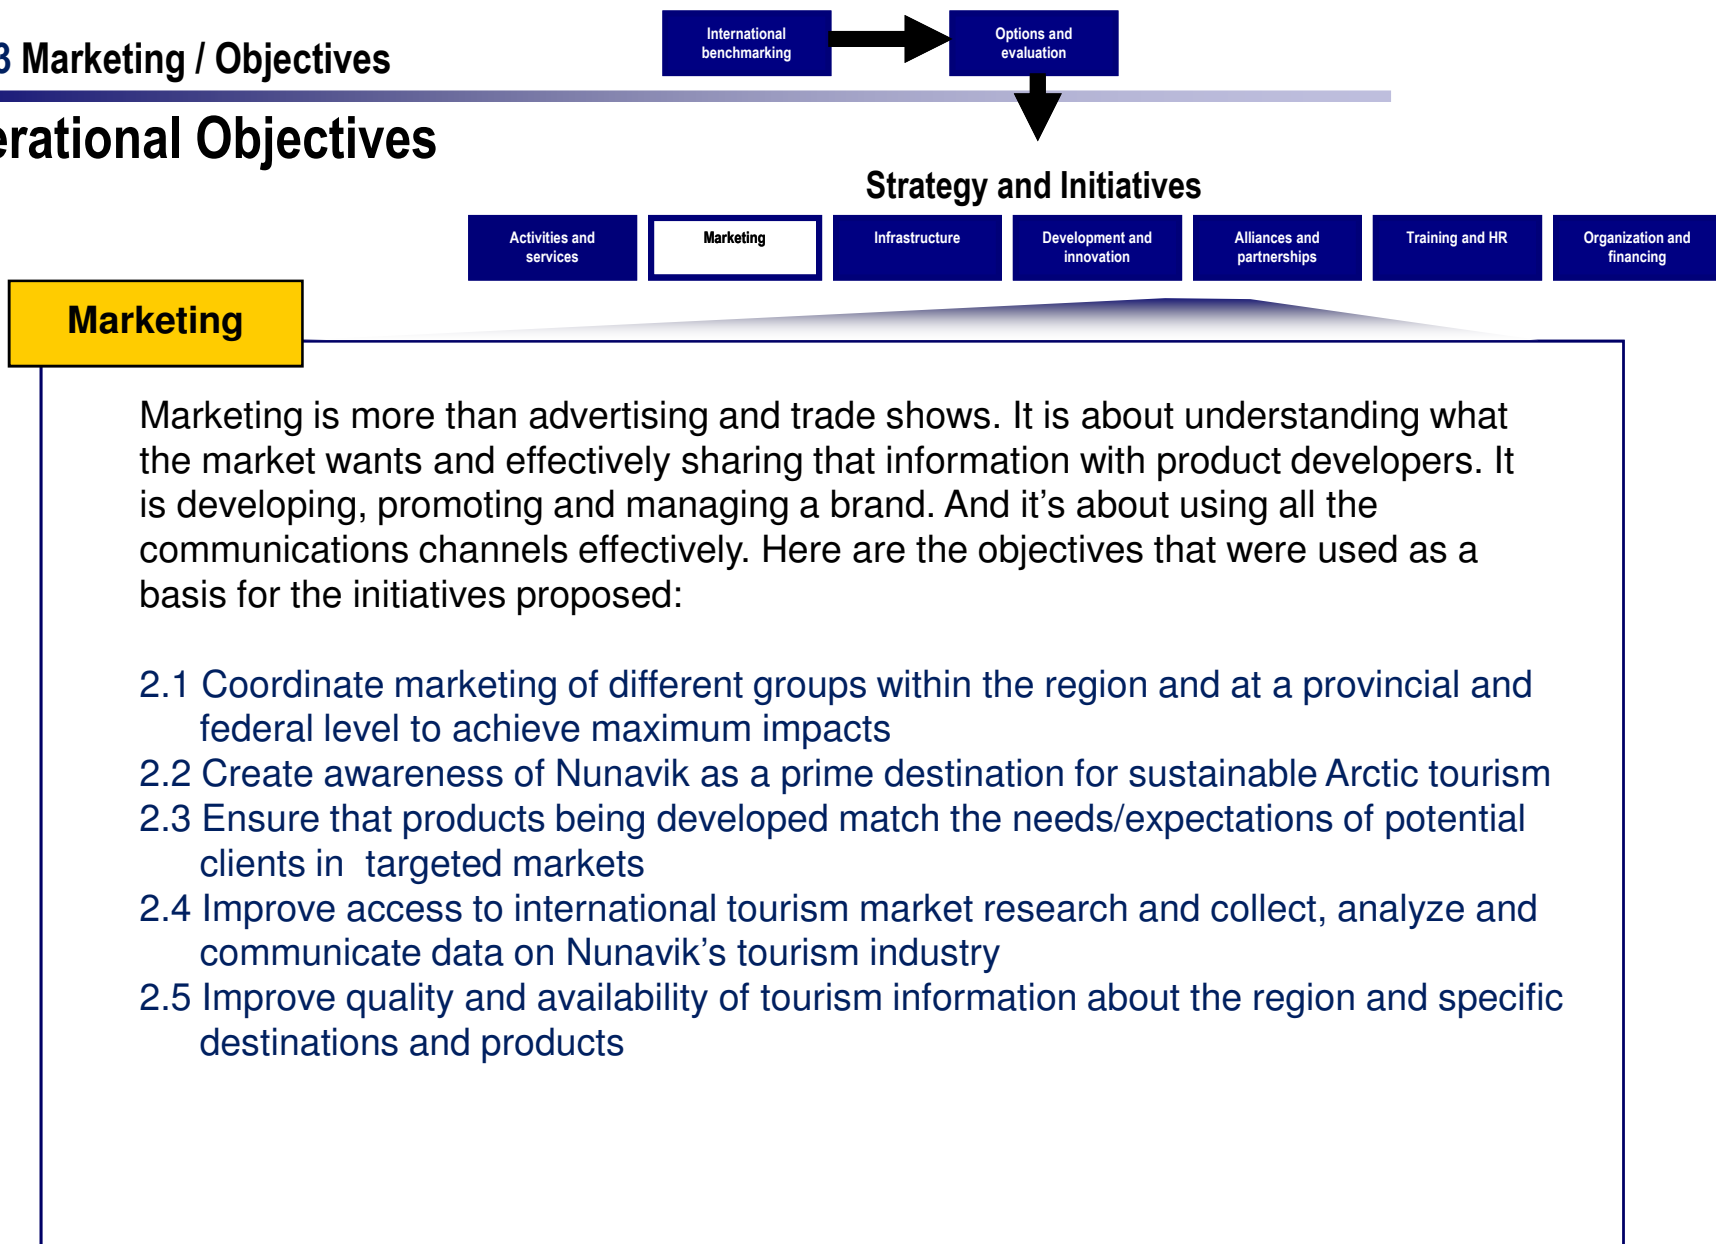 3 Marketing / Objectives
International
benchmarking
Options and
evaluation
erational Objectives
Strategy and Initiatives
Activities and
services
Marketing
Infrastructure
Development and
innovation
Alliances and
partnerships
Training and HR
Organization and
financing
Marketing
Marketing is more than advertising and trade shows. It is about understanding what
the market wants and effectively sharing that information with product developers. It
is developing, promoting and managing a brand. And it’s about using all the
communications channels effectively. Here are the objectives that were used as a
basis for the initiatives proposed:
2.1 Coordinate marketing of different groups within the region and at a provincial and
federal level to achieve maximum impacts
2.2 Create awareness of Nunavik as a prime destination for sustainable Arctic tourism
2.3 Ensure that products being developed match the needs/expectations of potential
clients in  targeted markets
2.4 Improve access to international tourism market research and collect, analyze and
communicate data on Nunavik’s tourism industry
2.5 Improve quality and availability of tourism information about the region and specific
destinations and products